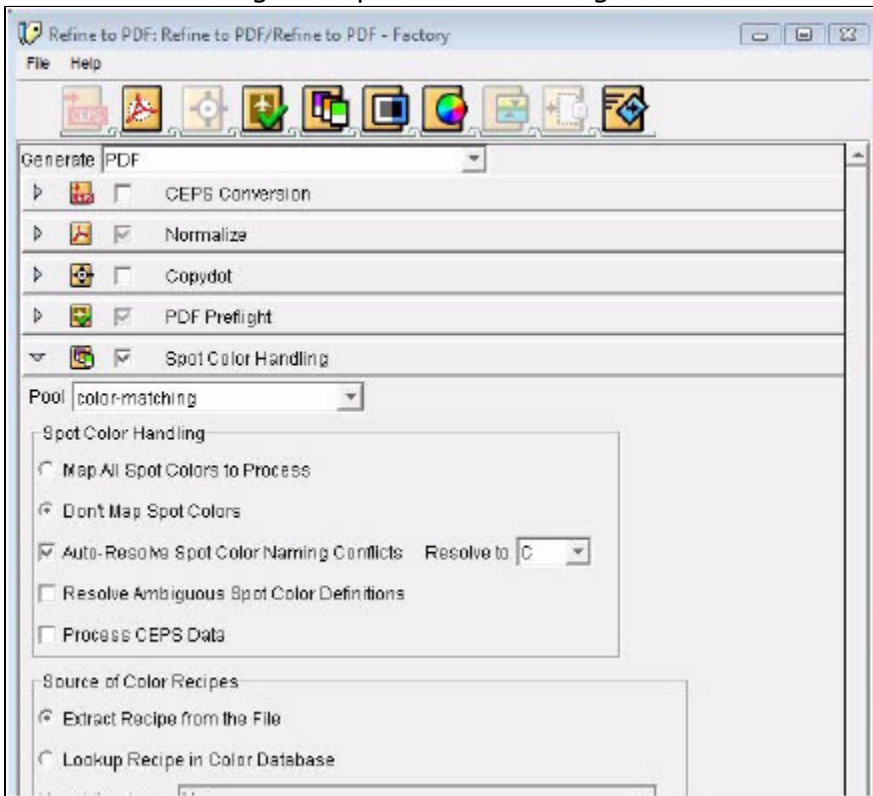 Refine to PDF: Refine to PDF/Refine to PDF - Factory
File Help
Generate PDF
CEPS Conversion
Normalize
Copydot
PDF Preflight
Spot Color Handling
Pool color-matching
Spot Color Handling
Map All Spot Colors to Process
Don't Map Spot Colors
Auto-Resolve Spot Color Naming Conflicts Resolve to C
Resolve Ambiguous Spot Color Definitions
Process CEPS Data
Source of Color Recipes
Extract Recipe from the File
Lookup Recipe in Color Database